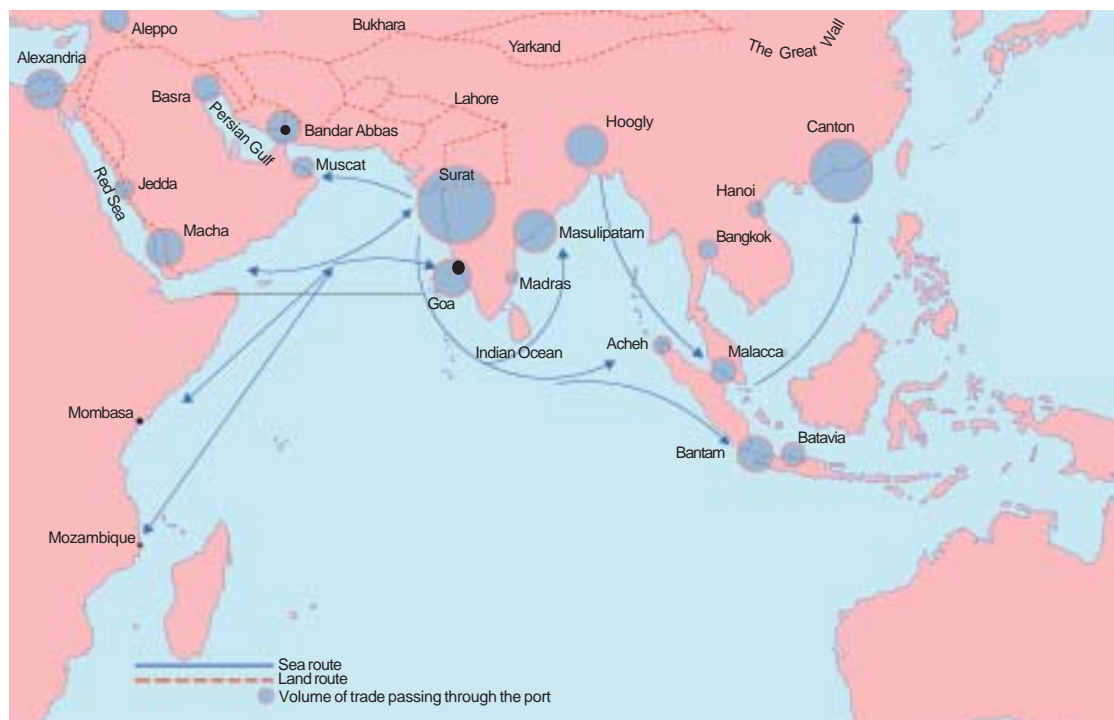 Aleppo
Bukhara
Yarkand
The Great Wall
Alexandria
Basra
Lahore
Persian Gulf
Bandar Abbas
Hoogly
Canton
Muscat
Surat
Red Sea
Jedda
Hanoi
Macha
Masulipatam
Bangkok
Goa
Madras
Indian Ocean
Acheh
Malacca
Mombasa
Bantam
Batavia
Mozambique
Sea route
Land route
Volume of trade passing through the port